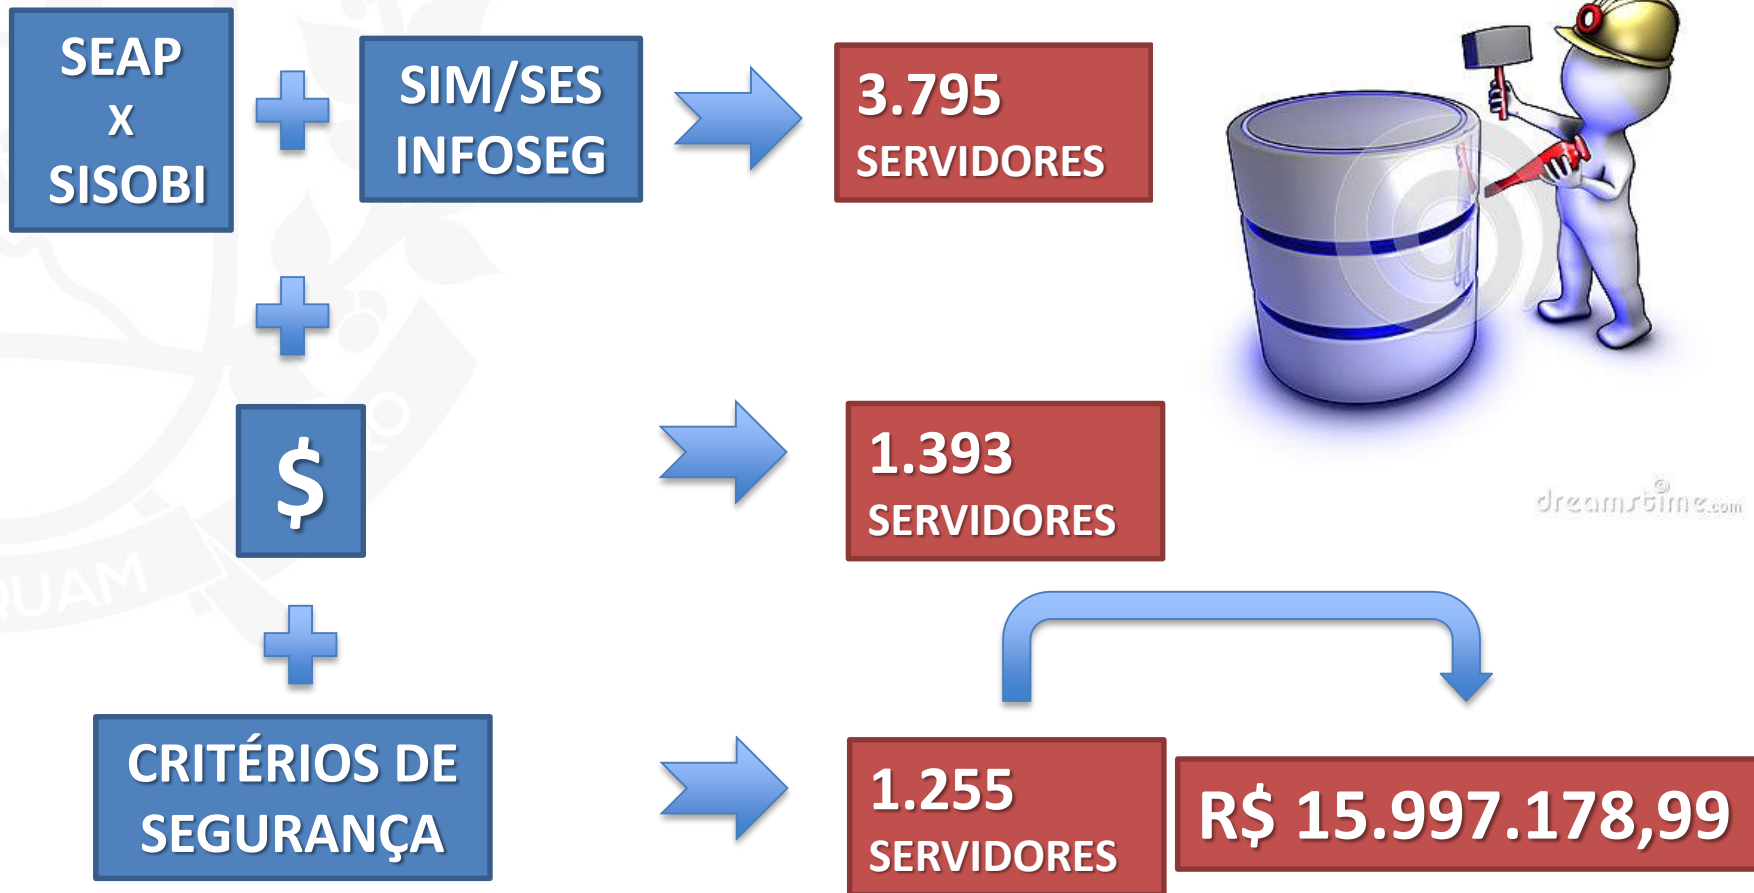 SEAP
X
SISOBI
SIM/SES
INFOSEG
3.795
SERVIDORES
$
1.393
SERVIDORES
dreamstime.com
QUAM
CRITÉRIOS DE
SEGURANÇA
1.255
SERVIDORES
R$ 15.997.178,99